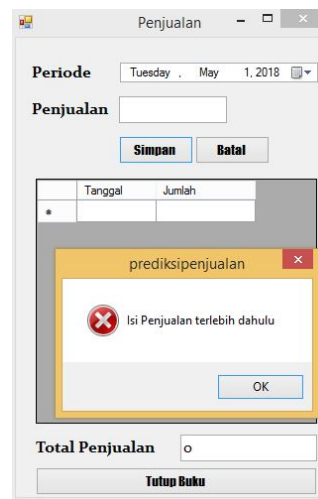 Penjualan
Periode Tuesday , May 1, 2018
Penjualan
Simpan Batal
Tanggal Jumlah
prediksipenjualan
Isi Penjualan terlebih dahulu
OK
Total Penjualan 0
Tutup Buku